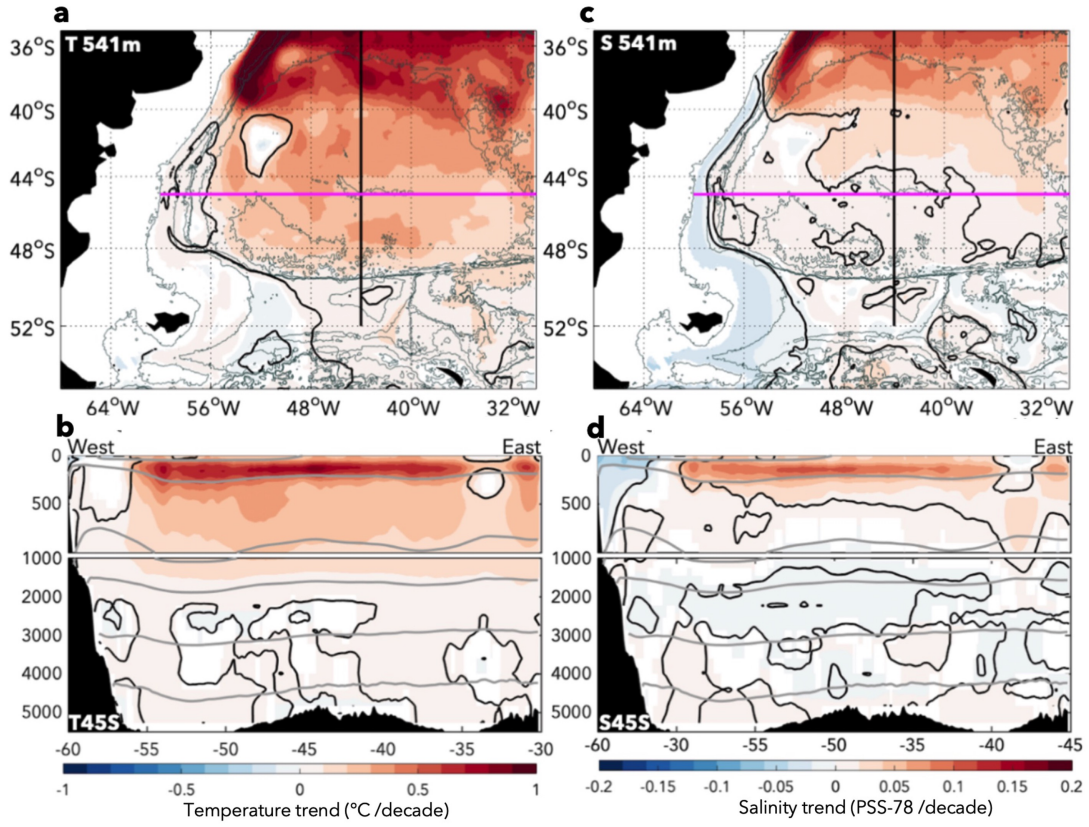 a
c
T 541m
S 541m
36°S
36°S
40°S
40°S
44°S
44°S
48°S
48°S
52°S
52°S
64°W 56°W 48°W 40°W 32°W
64°W 56°W 48°W 40°W 32°W
b
d
West East
West East
0
500
1000
2000
3000
4000
5000
T45S
-60 -55 -50 -45 -40 -35 -30
0
500
1000
2000
3000
4000
5000
S45S
-60 -30 -55 -50 -35 -40 -45
-1 -0.5 0 0.5 1
Temperature trend (°C /decade)
-0.2 -0.15 -0.1 -0.05 0 0.05 0.1 0.15 0.2
Salinity trend (PSS-78 /decade)